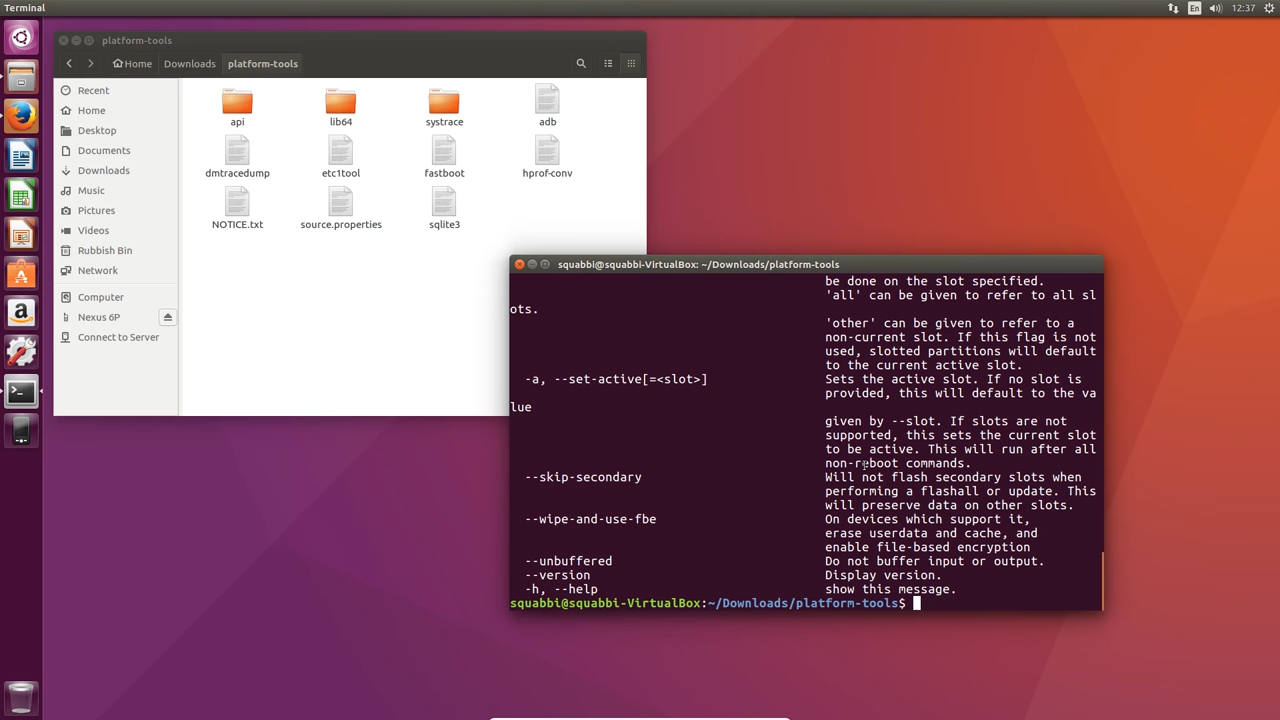 Terminal
En
12:37
platform-tools
Home
Downloads
platform-tools
Recent
Home
Desktop
Documents
Downloads
Music
Pictures
Videos
Rubbish Bin
Network
Computer
Nexus 6P
Connect to Server
api
lib64
systrace
adb
dmtracedump
etc1tool
fastboot
hprof-conv
NOTICE.txt
source.properties
sqlite3
squabbi@squabbi-VirtualBox: ~/Downloads/platform-tools
be done on the slot specified.
'all' can be given to refer to all sl
ots.
'other' can be given to refer to a
non-current slot. If this flag is not
used, slotted partitions will default
to the current active slot.
-a, --set-active[=<slot>] Sets the active slot. If no slot is
provided, this will default to the va
lue
given by --slot. If slots are not
supported, this sets the current slot
to be active. This will run after all
non-reboot commands.
--skip-secondary Will not flash secondary slots when
performing a flashall or update. This
will preserve data on other slots.
--wipe-and-use-fbe On devices which support it,
erase userdata and cache, and
enable file-based encryption
--unbuffered Do not buffer input or output.
--version Display version.
-h, --help show this message.
squabbi@squabbi-VirtualBox:~/Downloads/platform-tools$